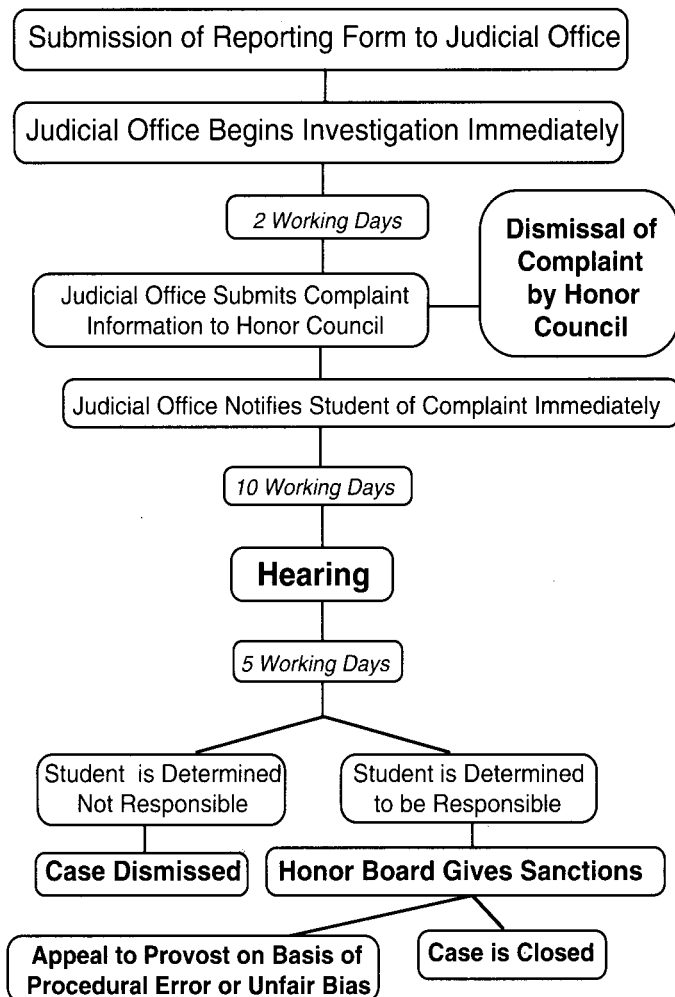 Submission of Reporting Form to Judicial Office
Judicial Office Begins Investigation Immediately
2 Working Days
Dismissal of
Complaint
by Honor
Council
Judicial Office Submits Complaint
Information to Honor Council
Judicial Office Notifies Student of Complaint Immediately
10 Working Days
Hearing
5 Working Days
Student is Determined
Not Responsible
Student is Determined
to be Responsible
Case Dismissed
Honor Board Gives Sanctions
Appeal to Provost on Basis of
Procedural Error or Unfair Bias
Case is Closed